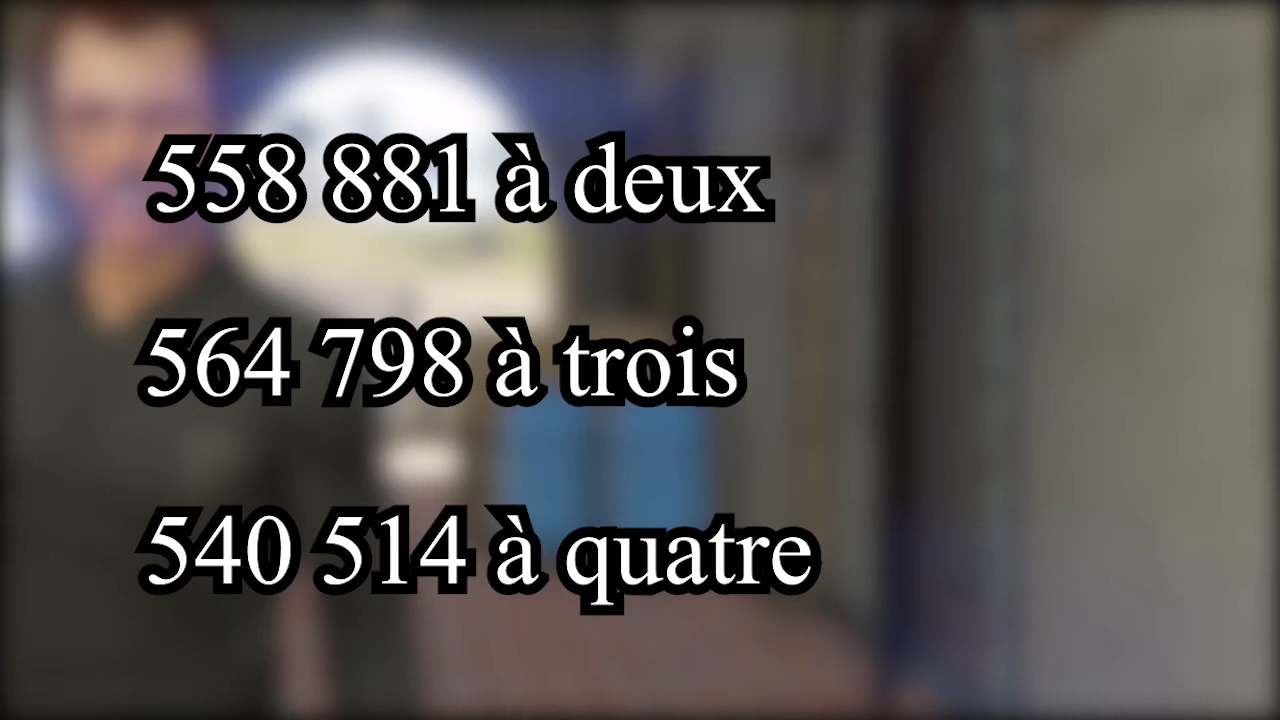 558 881 à deux
564 798 à trois
540 514 à quatre